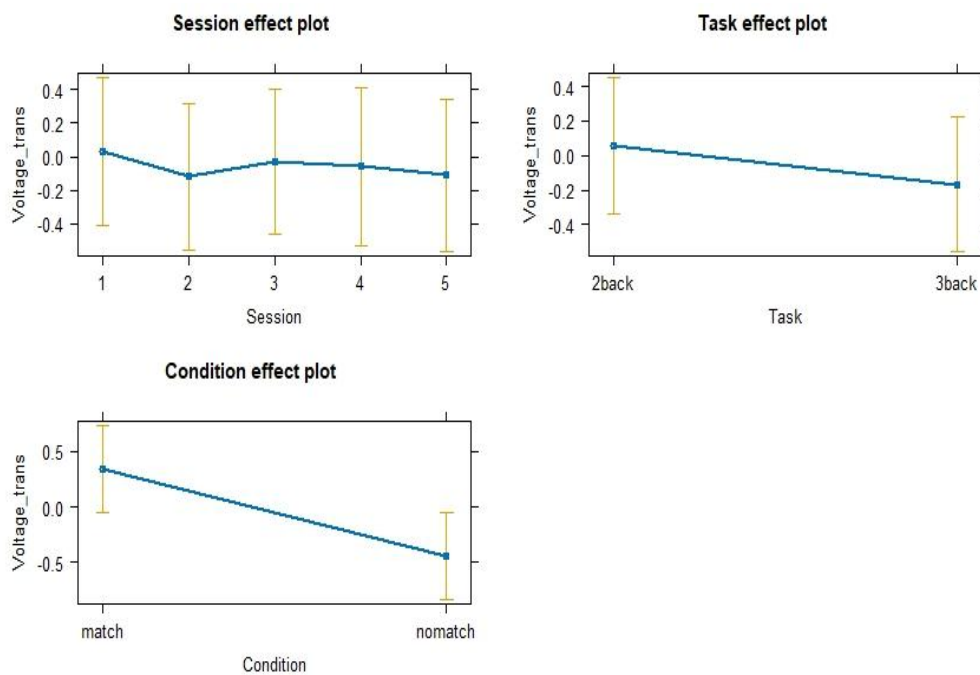 Session effect plot
Voltage_trans
0.4
0.2
0.0
-0.2
-0.4
1 2 3 4 5
Session
Task effect plot
Voltage_trans
0.4
0.2
0.0
-0.2
-0.4
2back 3back
Task
Condition effect plot
Voltage_trans
0.5
0.0
-0.5
match nomatch
Condition